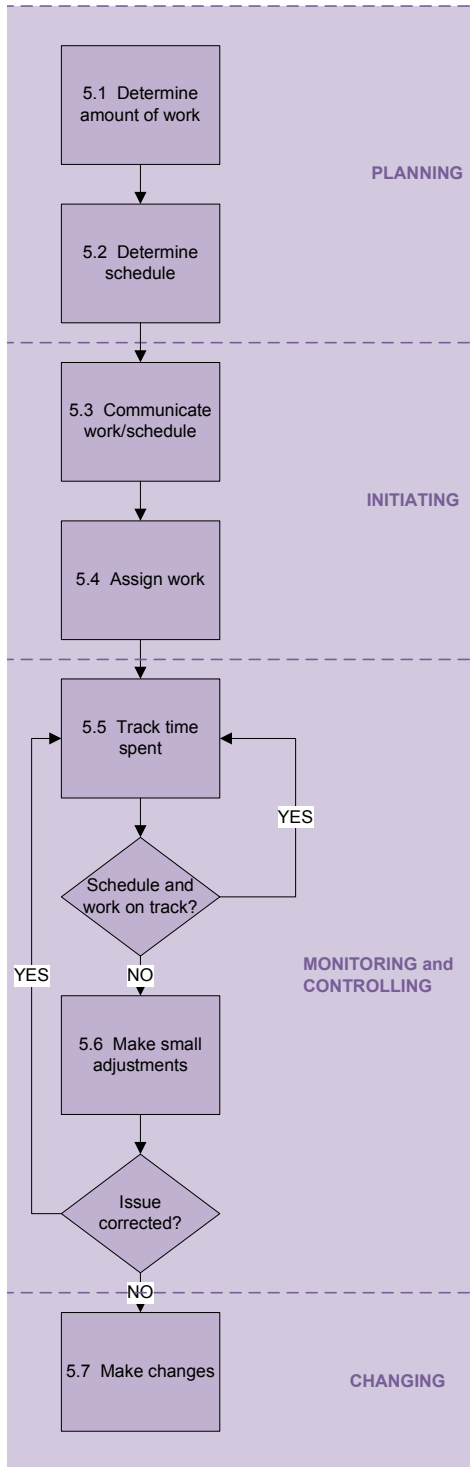 5.1 Determine
amount of work
PLANNING
5.2 Determine
schedule
5.3 Communicate
work/schedule
INITIATING
5.4 Assign work
5.5 Track time
spent
YES
Schedule and
work on track?
MONITORING and
CONTROLLING
YES
NO
5.6 Make small
adjustments
Issue
corrected?
NO
5.7 Make changes
CHANGING